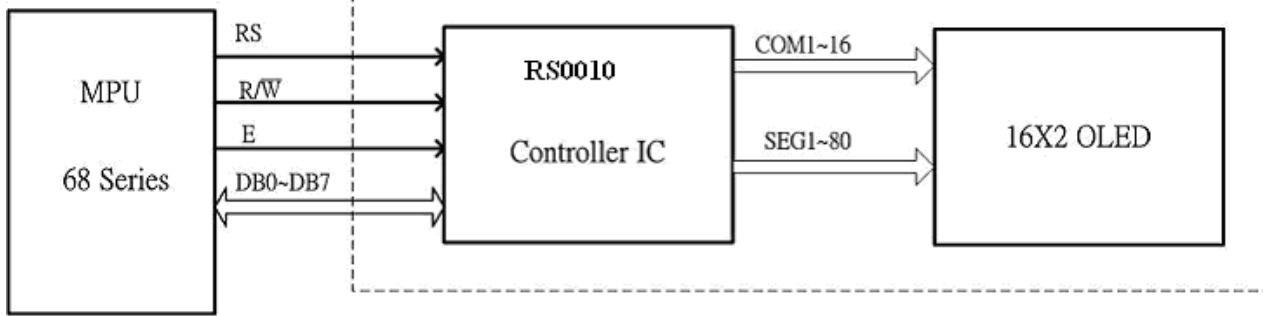 MPU
68 Series
RS
R/W̅
E
DB0~DB7
RS0010
Controller IC
COM1~16
SEG1~80
16X2 OLED